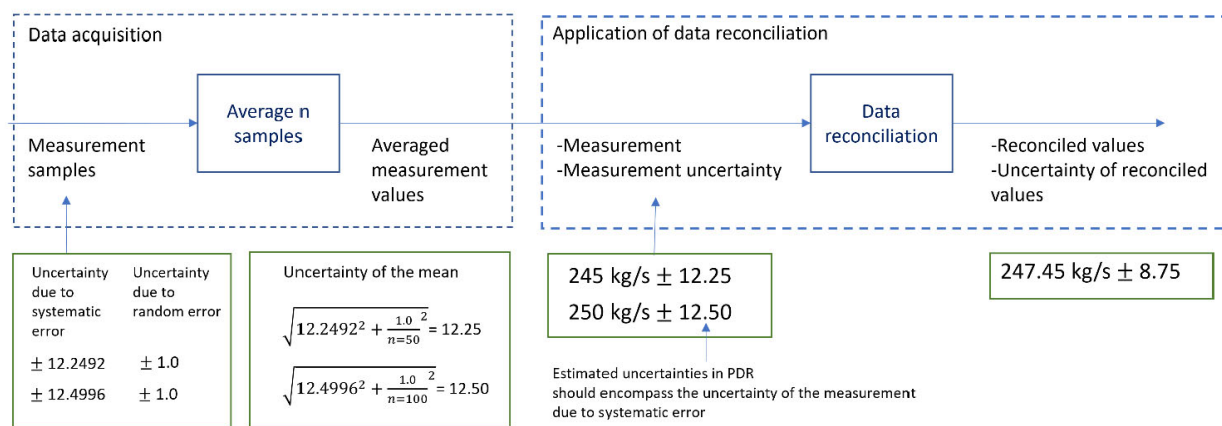 Data acquisition
Average n
samples
Measurement
samples
Averaged
measurement
values
Application of data reconciliation
Data
reconciliation
-Measurement
-Measurement uncertainty
-Reconciled values
-Uncertainty of reconciled
values
Uncertainty
due to
systematic
error
Uncertainty
due to
random error
± 12.2492 ± 1.0
± 12.4996 ± 1.0
Uncertainty of the mean
√(12.2492² + 1.0/n=50 ²) = 12.25
√(12.4996² + 1.0/n=100 ²) = 12.50
245 kg/s ± 12.25
250 kg/s ± 12.50
Estimated uncertainties in PDR
should encompass the uncertainty of the measurement
due to systematic error
247.45 kg/s ± 8.75